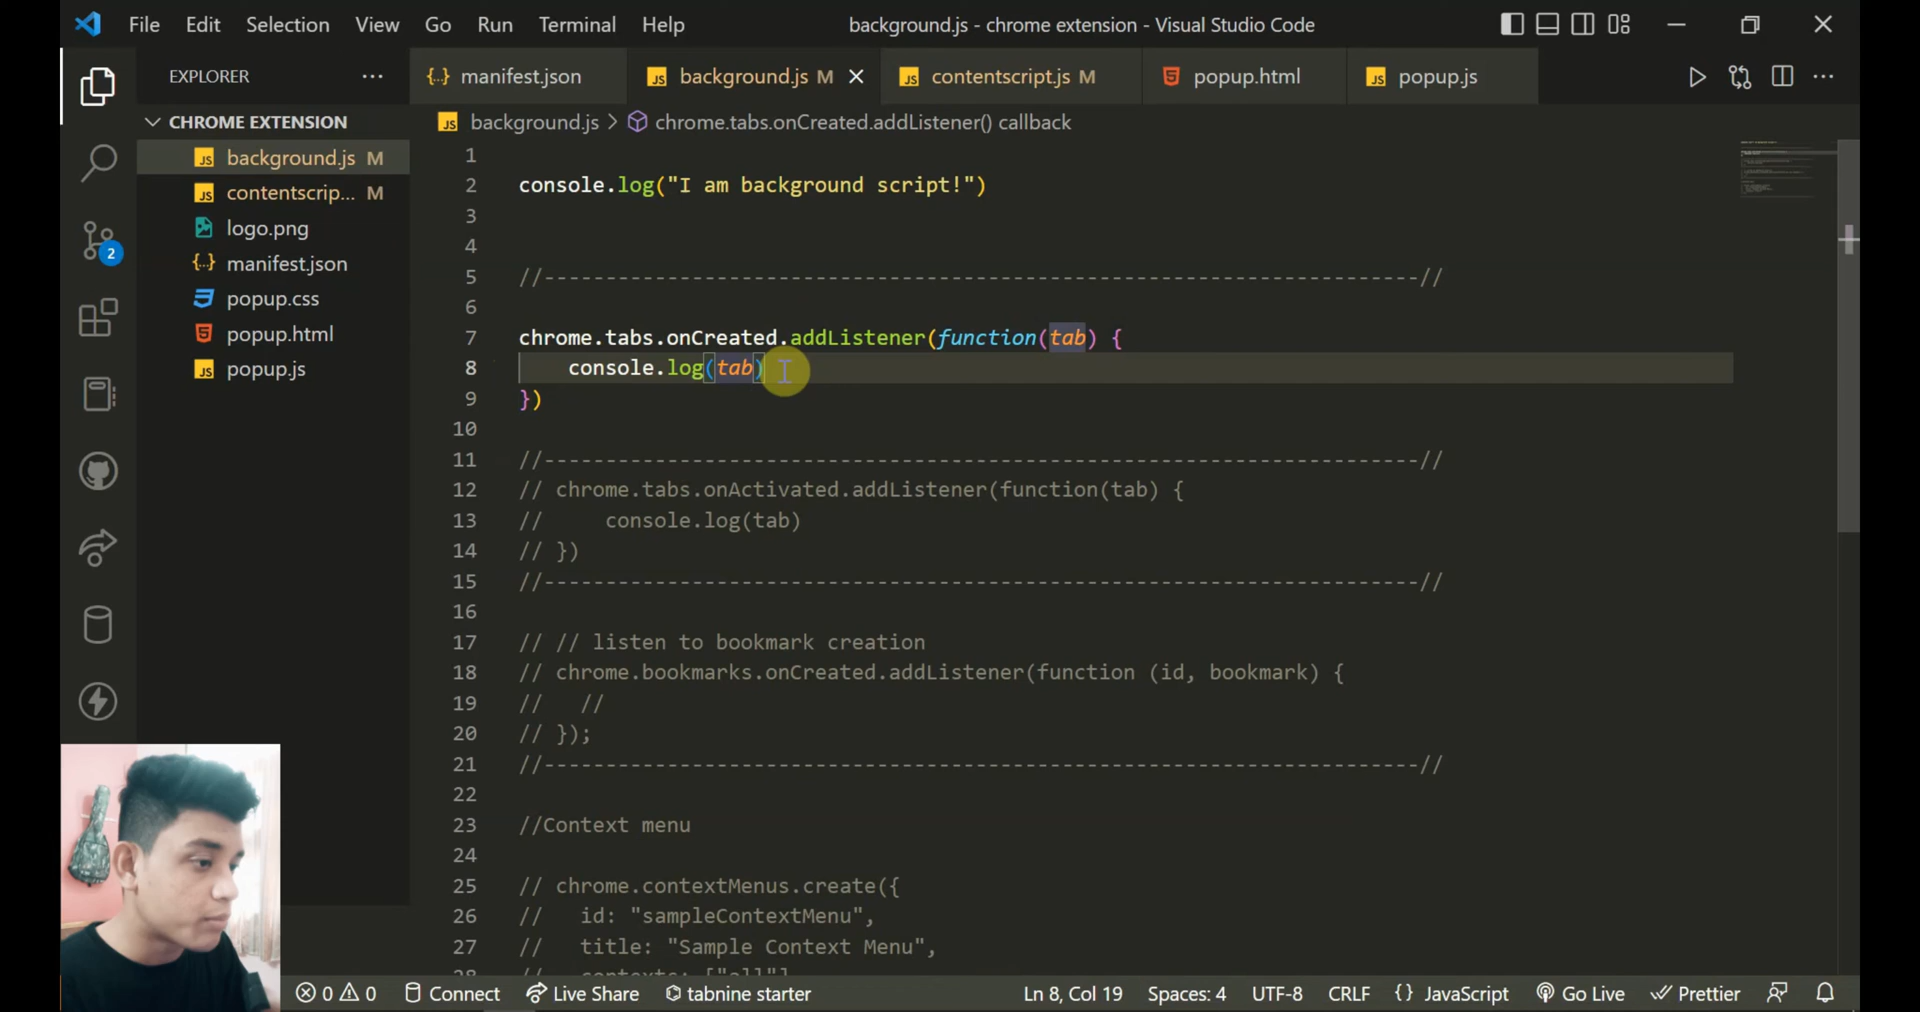 File Edit Selection View Go Run Terminal Help background.js - chrome extension - Visual Studio Code
EXPLORER ... manifest.json background.js M contentscript.js M popup.html popup.js
CHROME EXTENSION
background.js > chrome.tabs.onCreated.addListener() callback
background.js M
contentscrip... M
logo.png
manifest.json
popup.css
popup.html
popup.js
2
1
2 console.log("I am background script!")
3
4
5 //-----------------------------------------------------------------------//
6
7 chrome.tabs.onCreated.addListener(function(tab) {
8     console.log(tab)
9 })
10
11 //-----------------------------------------------------------------------//
12 // chrome.tabs.onActivated.addListener(function(tab) {
13 //     console.log(tab)
14 // })
15 //-----------------------------------------------------------------------//
16
17 // // listen to bookmark creation
18 // chrome.bookmarks.onCreated.addListener(function (id, bookmark) {
19 //   //
20 // });
21 //-----------------------------------------------------------------------//
22
23 //Context menu
24
25 // chrome.contextMenus.create({
26 //   id: "sampleContextMenu",
27 //   title: "Sample Context Menu",
28 //   contexts: ["all"]
0 0 Connect Live Share tabnine starter Ln 8, Col 19 Spaces: 4 UTF-8 CRLF {} JavaScript Go Live Prettier